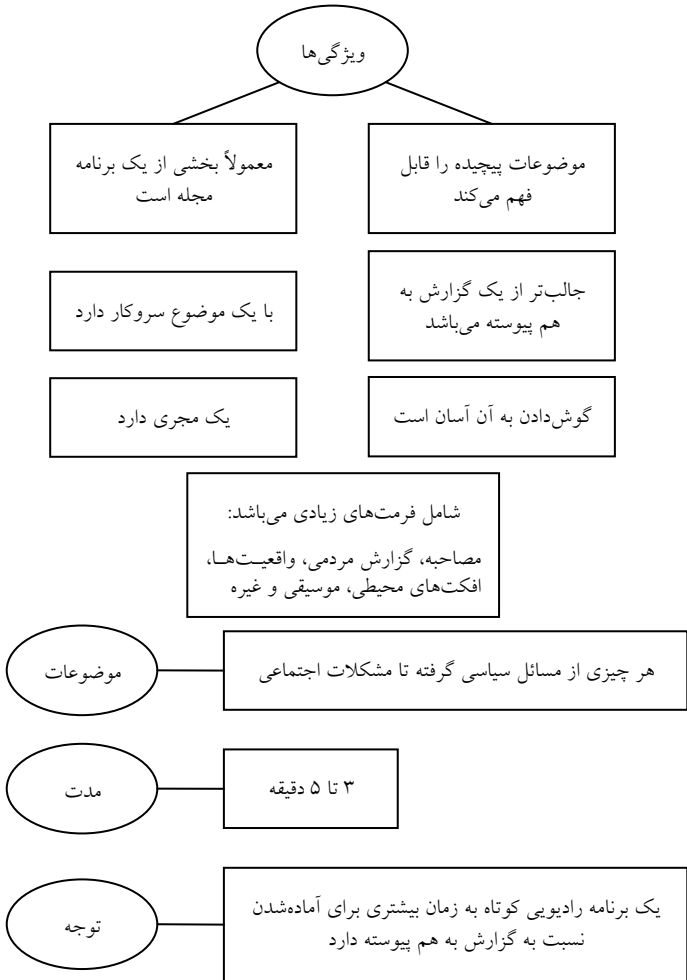 ویژگی‌ها
موضوعات پیچیده را قابل
فهم می‌کند
معمولاً بخشی از یک برنامه
مجله است
جالب‌تر از یک گزارش به
هم پیوسته می‌باشد
با یک موضوع سروکار دارد
گوش‌دادن به آن آسان است
یک مجری دارد
شامل فرمت‌های زیادی می‌باشد:
مصاحبه، گزارش مردمی، واقعیـت‌هـا،
افکت‌های محیطی، موسیقی و غیره
موضوعات
هر چیزی از مسائل سیاسی گرفته تا مشکلات اجتماعی
مدت
۳ تا ۵ دقیقه
توجه
یک برنامه رادیویی کوتاه به زمان بیشتری برای آماده‌شدن
نسبت به گزارش به هم پیوسته دارد